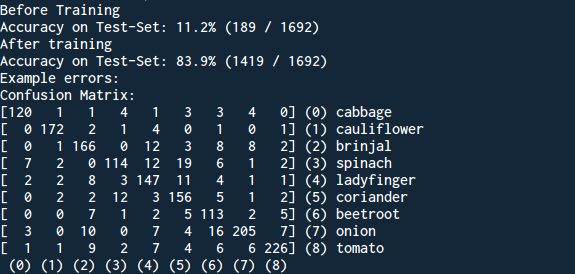 Before Training
Accuracy on Test-Set: 11.2% (189 / 1692)
After training
Accuracy on Test-Set: 83.9% (1419 / 1692)
Example errors:
Confusion Matrix:
[120 1 1 4 1 3 3 4 0] (0) cabbage
[ 0 172 2 1 4 0 1 0 1] (1) cauliflower
[ 0 1 166 0 12 3 8 8 2] (2) brinjal
[ 7 2 0 114 12 19 6 1 2] (3) spinach
[ 2 2 8 3 147 11 4 1 1] (4) ladyfinger
[ 0 2 2 12 3 156 5 1 2] (5) coriander
[ 0 0 7 1 2 5 113 2 5] (6) beetroot
[ 3 0 10 0 7 4 16 205 7] (7) onion
[ 1 1 9 2 7 4 6 6 226] (8) tomato
(0) (1) (2) (3) (4) (5) (6) (7) (8)